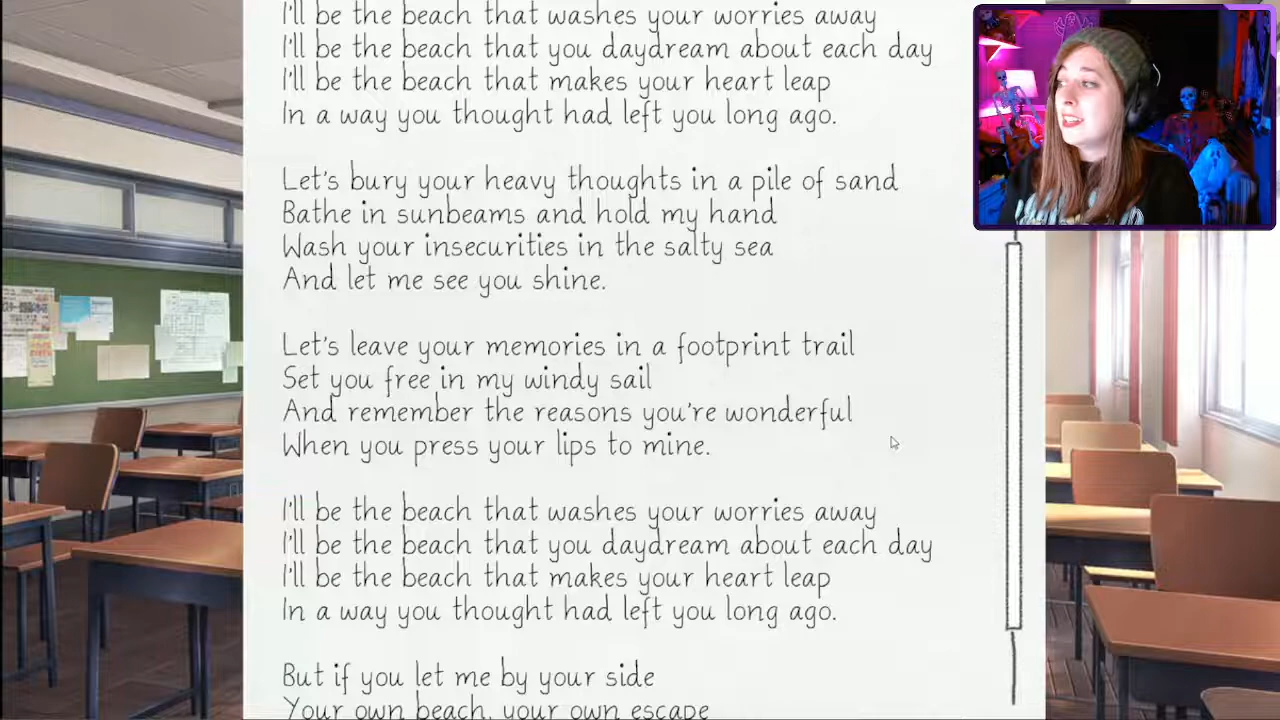 I'll be the beach that washes your worries away
I'll be the beach that you daydream about each day
I'll be the beach that makes your heart leap
In a way you thought had left you long ago.
Let's bury your heavy thoughts in a pile of sand
Bathe in sunbeams and hold my hand
Wash your insecurities in the salty sea
And let me see you shine.
Let's leave your memories in a footprint trail
Set you free in my windy sail
And remember the reasons you're wonderful
When you press your lips to mine.
I'll be the beach that washes your worries away
I'll be the beach that you daydream about each day
I'll be the beach that makes your heart leap
In a way you thought had left you long ago.
But if you let me by your side
Your own beach, your own escape